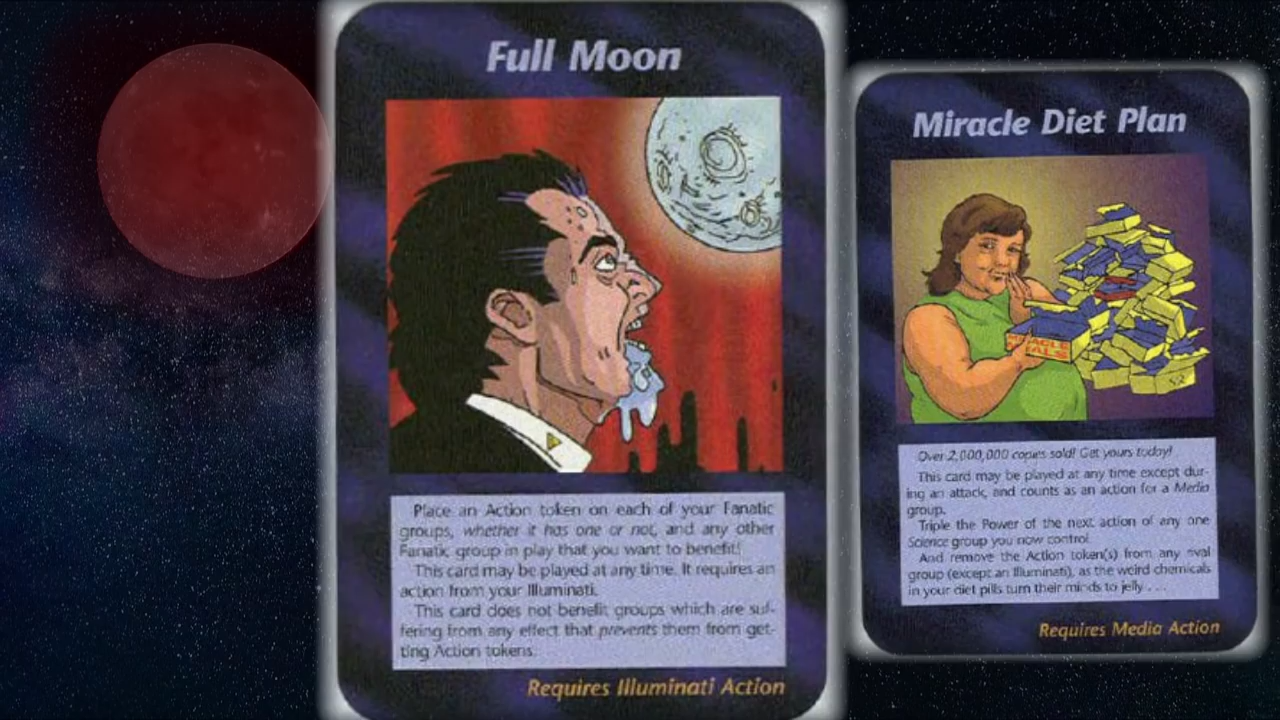 Full Moon
Place an Action token on each of your Fanatic
groups, whether it has one or not, and any other
Fanatic group in play that you want to benefit!
This card may be played at any time. It requires an
action from your Illuminati.
This card does not benefit groups which are suf-
fering from any effect that prevents them from get-
ting Action tokens.
Requires Illuminati Action
Miracle Diet Plan
Over 2,000,000 copies sold! Get yours today!
This card may be played at any time except dur-
ing an attack, and counts as an action for a Media
group.
Triple the Power of the next action of any one
Science group you now control.
And remove the Action token(s) from any rival
group (except an Illuminati), as the weird chemicals
in your diet pills turn their minds to jelly . . .
Requires Media Action